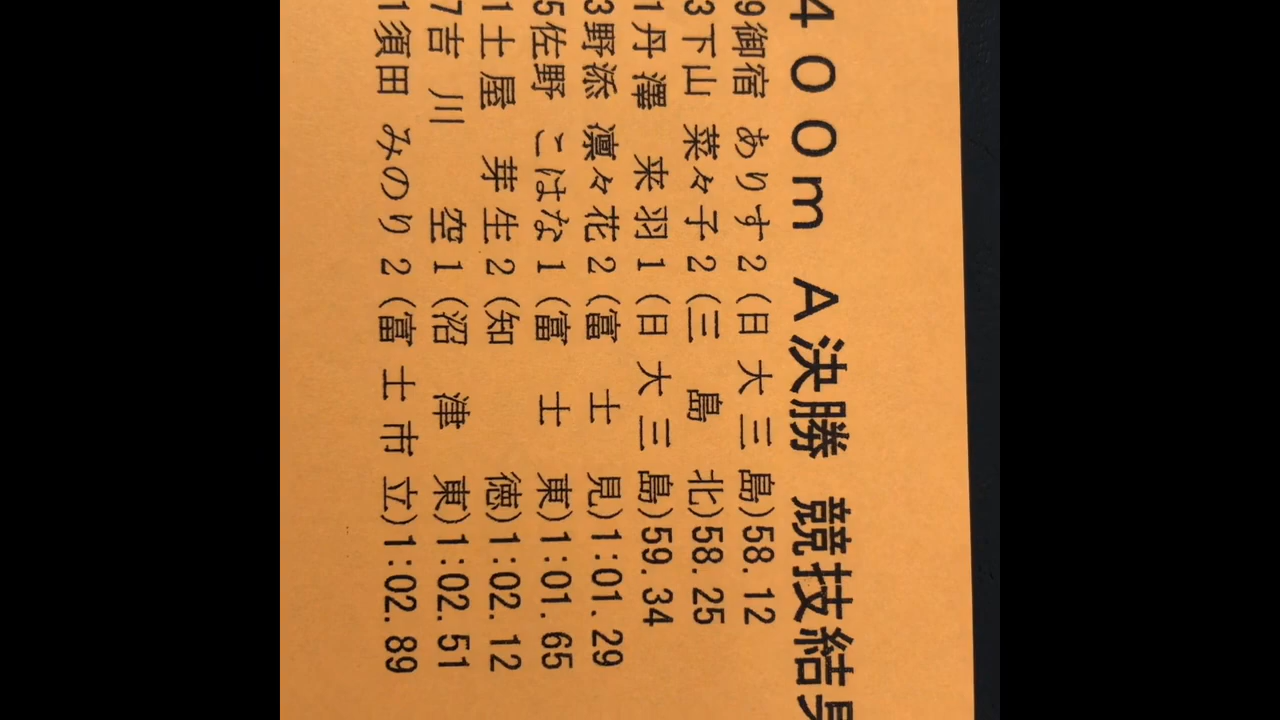 400m A決勝 競技結果
9御宿 ありす2(日大三島)58.12
3下山 菜々子2(三島北)58.25
1丹澤 来羽1(日大三島)59.34
3野添 凛々花2(富士見)1:01.29
5佐野 こはな1(富士東)1:01.65
1土屋 芽生2(知徳)1:02.12
7吉川 空1(沼津東)1:02.51
1須田 みのり2(富士市立)1:02.89